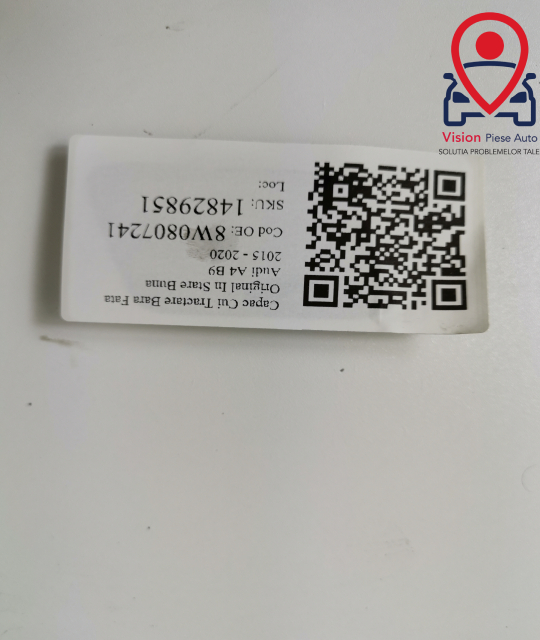 Vision Piese Auto
SOLUTIA PROBLEMELOR TALE
Capac Cui Tractare Bara Fata
Original In Stare Buna
Audi A4 B9
2015 - 2020
Cod OE: 8W0807241
SKU: 14829851
Loc: